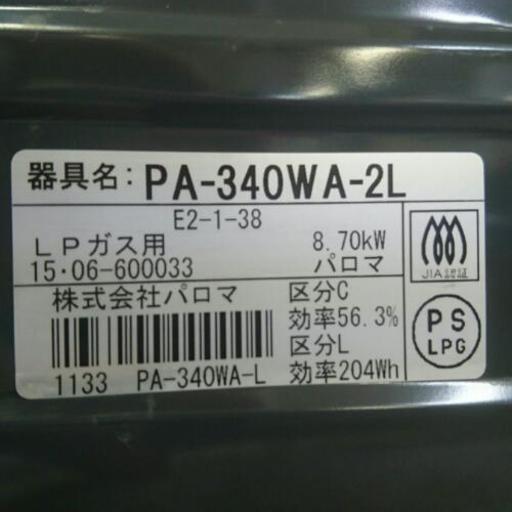 器具名: PA-340WA-2L
E2-1-38
LPガス用 8.70kW
15・06-600033 パロマ
株式会社パロマ 区分C
効率56.3%
区分L
1133 PA-340WA-L 効率204Wh
JIA認証
PS
LPG